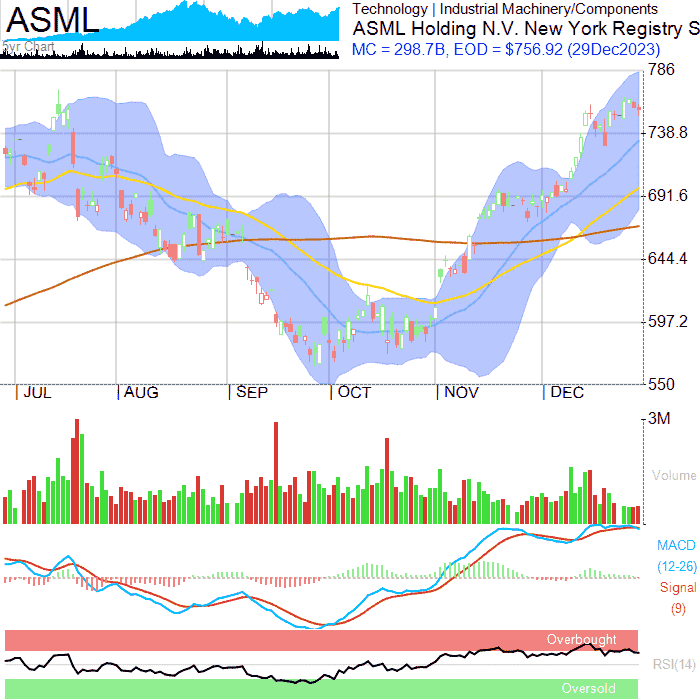 ASML
5yr Chart
Technology | Industrial Machinery/Components
ASML Holding N.V. New York Registry S
MC = 298.7B, EOD = $756.92 (29Dec2023)
786
738.8
691.6
644.4
597.2
550
JUL AUG SEP OCT NOV DEC
3M
Volume
MACD
(12-26)
Signal
(9)
Overbought
RSI(14)
Oversold